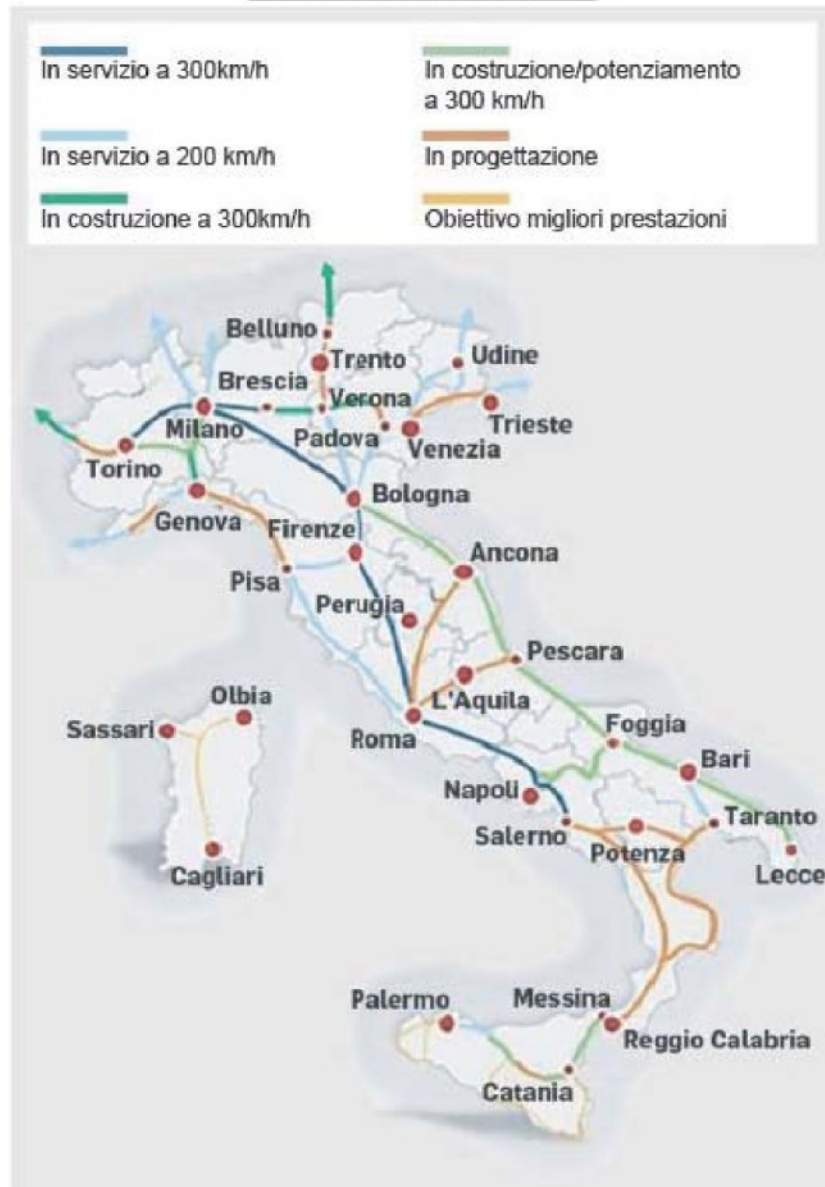 In servizio a 300km/h
In costruzione/potenziamento
a 300 km/h
In servizio a 200 km/h
In progettazione
In costruzione a 300km/h
Obiettivo migliori prestazioni
Belluno
Trento
Udine
Brescia
Verona
Milano
Padova
Venezia
Trieste
Torino
Bologna
Genova
Firenze
Ancona
Pisa
Perugia
Pescara
L'Aquila
Olbia
Sassari
Roma
Foggia
Bari
Napoli
Taranto
Salerno
Potenza
Cagliari
Lecce
Palermo
Messina
Reggio Calabria
Catania